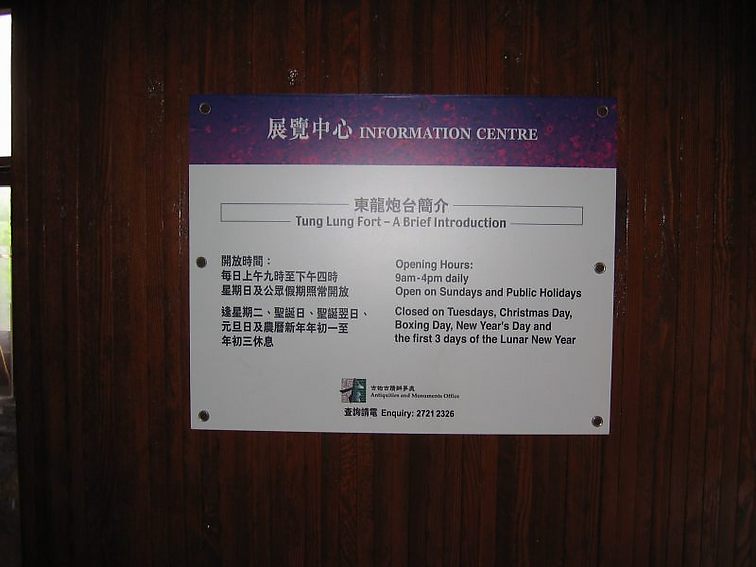 展覽中心 INFORMATION CENTRE
東龍炮台簡介
Tung Lung Fort – A Brief Introduction
開放時間：
每日上午九時至下午四時
星期日及公眾假期照常開放
逢星期二、聖誕日、聖誕翌日、
元旦日及農曆新年年初一至
年初三休息
Opening Hours:
9am-4pm daily
Open on Sundays and Public Holidays
Closed on Tuesdays, Christmas Day,
Boxing Day, New Year's Day and
the first 3 days of the Lunar New Year
古物古蹟辦事處
Antiquities and Monuments Office
查詢請電 Enquiry: 2721 2326